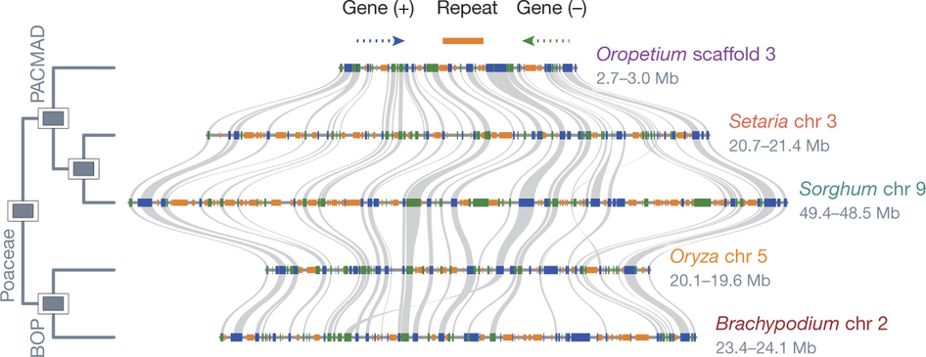 Gene (+) Repeat Gene (–)
PACMAD
Oropetium scaffold 3
2.7–3.0 Mb
Setaria chr 3
20.7–21.4 Mb
Sorghum chr 9
49.4–48.5 Mb
Poaceae
Oryza chr 5
20.1–19.6 Mb
BOP
Brachypodium chr 2
23.4–24.1 Mb